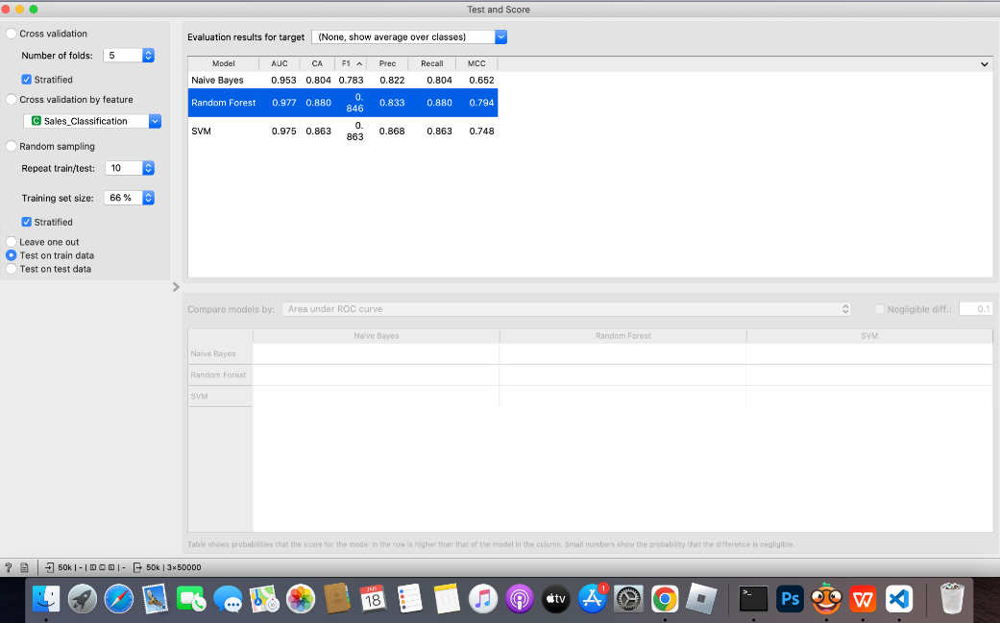 Test and Score
Cross validation
Number of folds: 5
Stratified
Cross validation by feature
C Sales_Classification
Random sampling
Repeat train/test: 10
Training set size: 66 %
Stratified
Leave one out
Test on train data
Test on test data
Evaluation results for target (None, show average over classes)
Model AUC CA F1 Prec Recall MCC
Naive Bayes 0.953 0.804 0.783 0.822 0.804 0.652
Random Forest 0.977 0.880 0.846 0.833 0.880 0.794
SVM 0.975 0.863 0.863 0.868 0.863 0.748
Compare models by: Area under ROC curve Negligible diff.: 0.1
Naive Bayes Random Forest SVM
Naive Bayes
Random Forest
SVM
Table shows probabilities that the score for the model in the row is higher than that of the model in the column. Small numbers show the probability that the difference is negligible.
? 50k | - | - 50k | 3×50000
JAN
18
tv
1
>_
Ps
W